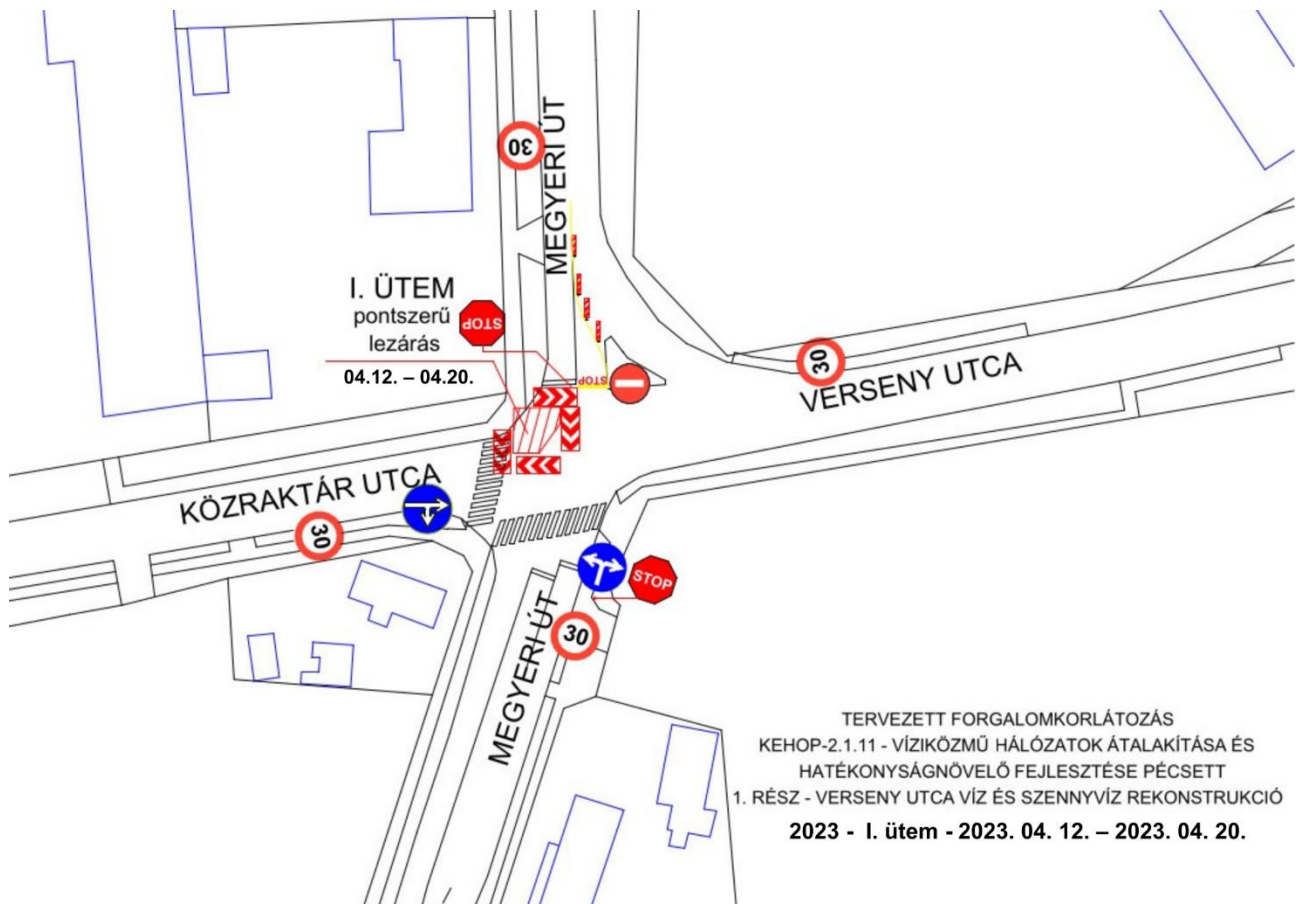 30
MEGYERI ÚT
I. ÜTEM
pontszerű
lezárás
04.12. – 04.20.
STOP
STOP
30
VERSENY UTCA
KÖZRAKTÁR UTCA
30
STOP
30
MEGYERI ÚT
TERVEZETT FORGALOMKORLÁTOZÁS
KEHOP-2.1.11 - VÍZIKÖZMŰ HÁLÓZATOK ÁTALAKÍTÁSA ÉS
HATÉKONYSÁGNÖVELŐ FEJLESZTÉSE PÉCSETT
1. RÉSZ - VERSENY UTCA VÍZ ÉS SZENNYVÍZ REKONSTRUKCIÓ
2023 - I. ütem - 2023. 04. 12. – 2023. 04. 20.